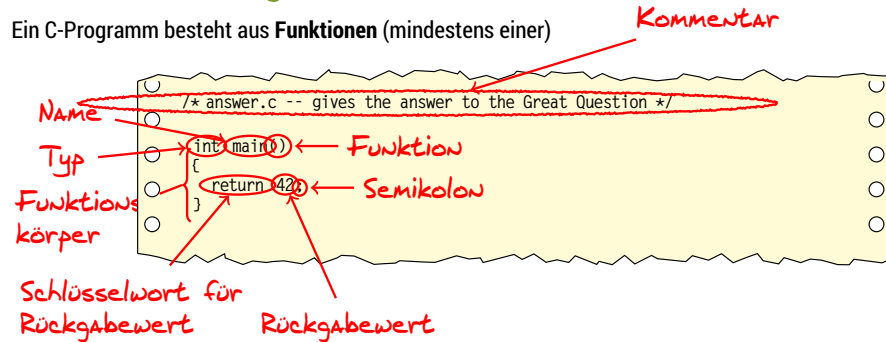 Ein C-Programm besteht aus Funktionen (mindestens einer)
Kommentar
/* answer.c -- gives the answer to the Great Question */
Name
int main()
Funktion
Typ
{
return 42;
Semikolon
Funktions
körper
}
Schlüsselwort für
Rückgabewert
Rückgabewert